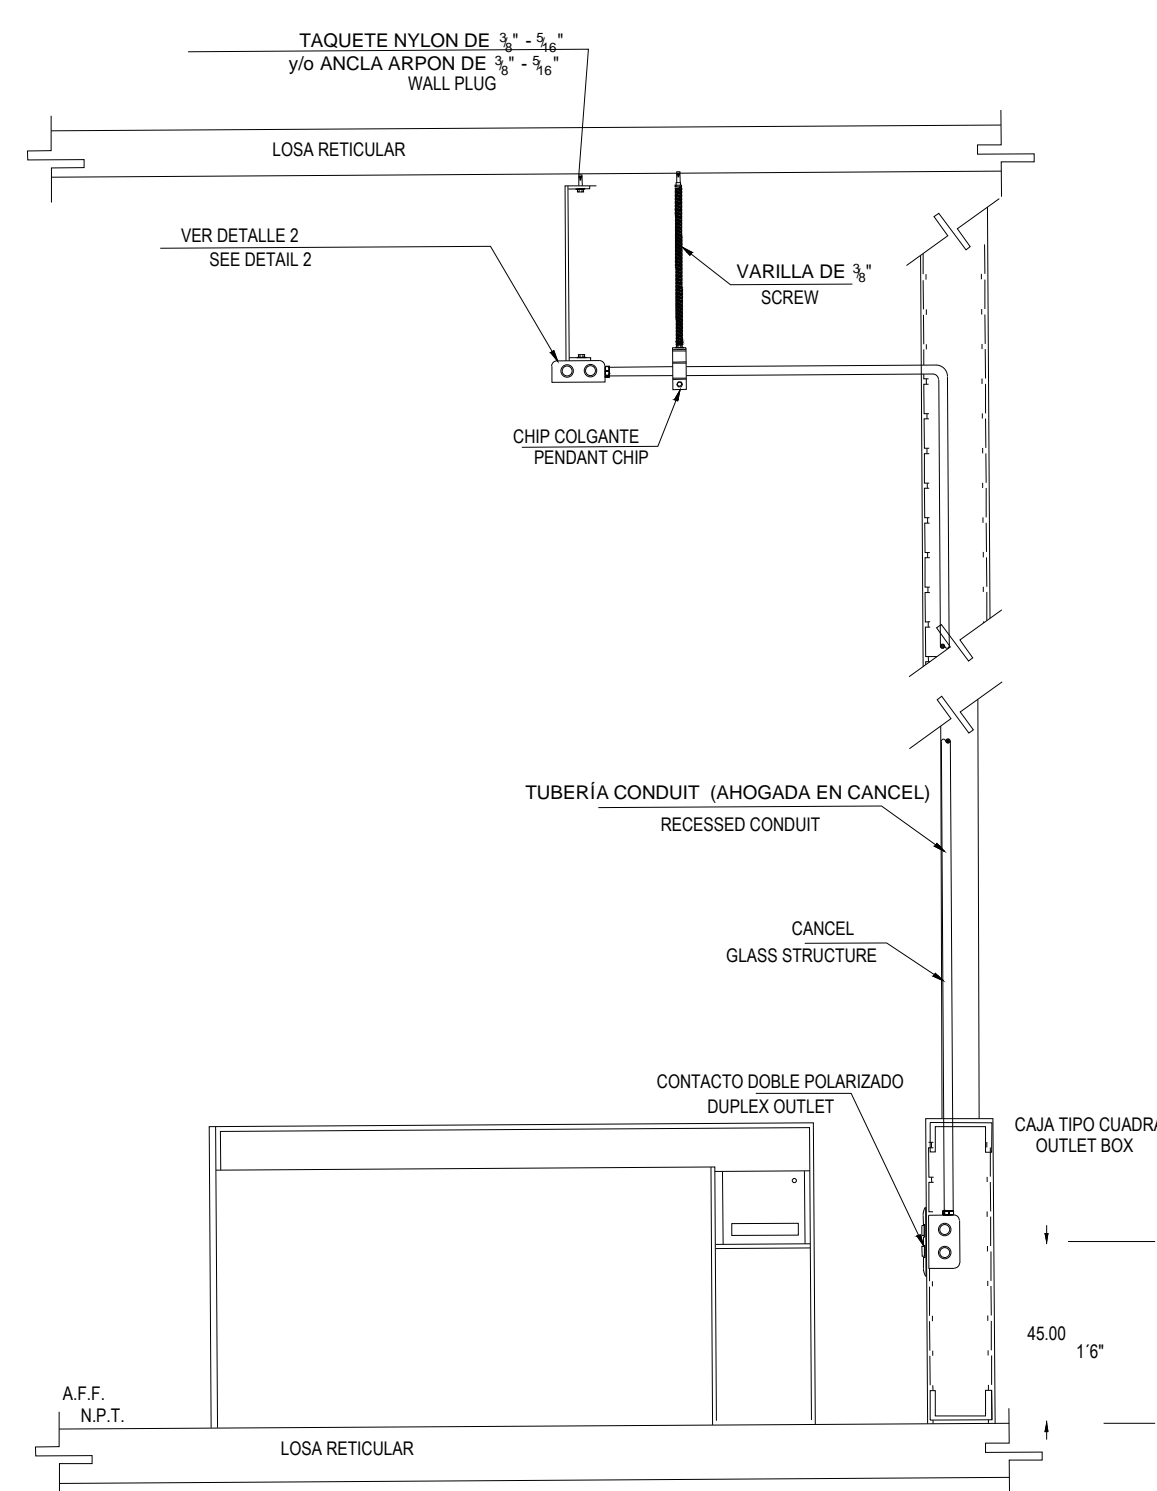 TAQUETE NYLON DE 3/8" - 5/16"
y/o ANCLA ARPON DE 3/8" - 5/16"
WALL PLUG
LOSA RETICULAR
VER DETALLE 2
SEE DETAIL 2
VARILLA DE 3/8"
SCREW
CHIP COLGANTE
PENDANT CHIP
TUBERÍA CONDUIT (AHOGADA EN CANCEL)
RECESSED CONDUIT
CANCEL
GLASS STRUCTURE
CONTACTO DOBLE POLARIZADO
DUPLEX OUTLET
CAJA TIPO CUADRA
OUTLET BOX
45.00
1´6"
A.F.F.
N.P.T.
LOSA RETICULAR